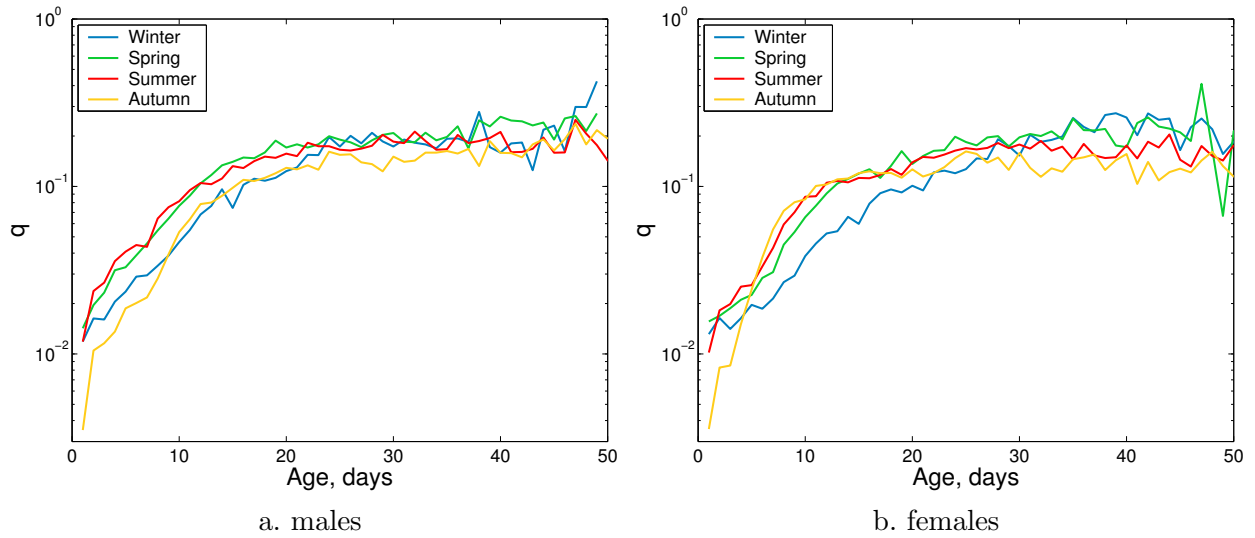 10^0
Winter
Spring
Summer
Autumn
10^-1
q
10^-2
0 10 20 30 40 50
Age, days
a. males
10^0
Winter
Spring
Summer
Autumn
10^-1
q
10^-2
0 10 20 30 40 50
Age, days
b. females